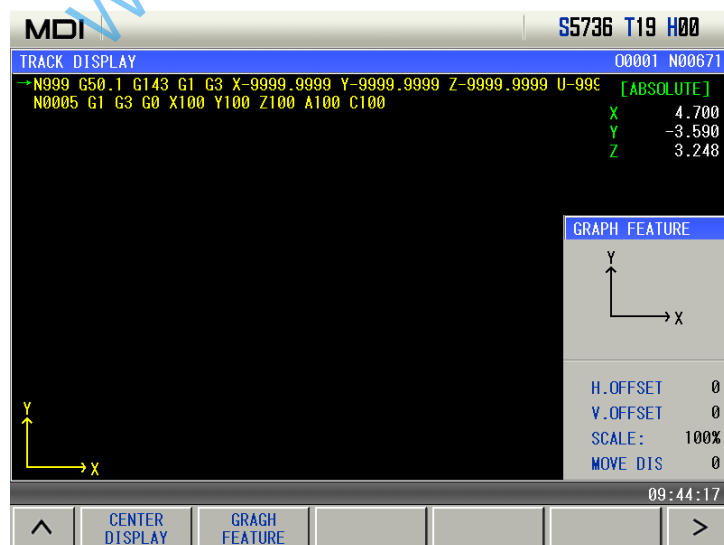 MDI S5736 T19 H00
TRACK DISPLAY O0001 N00671
→N999 G50.1 G143 G1 G3 X-9999.9999 Y-9999.9999 Z-9999.9999 U-999
N0005 G1 G3 G0 X100 Y100 Z100 A100 C100
[ABSOLUTE]
X 4.700
Y -3.590
Z 3.248
GRAPH FEATURE
Y
X
H.OFFSET 0
V.OFFSET 0
SCALE: 100%
MOVE DIS 0
Y
X
09:44:17
CENTER DISPLAY
GRAGH FEATURE
>